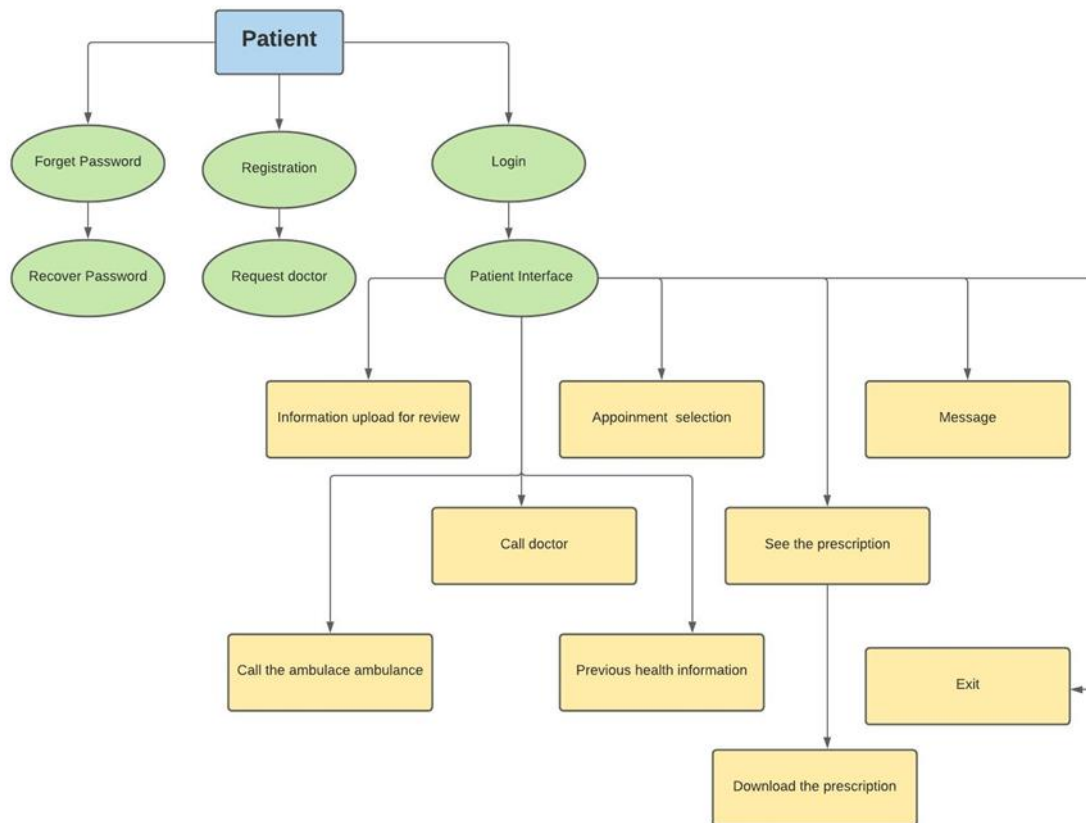 Patient
Forget Password
Registration
Login
Recover Password
Request doctor
Patient Interface
Information upload for review
Appoinment selection
Message
Call doctor
See the prescription
Call the ambulace ambulance
Previous health information
Exit
Download the prescription